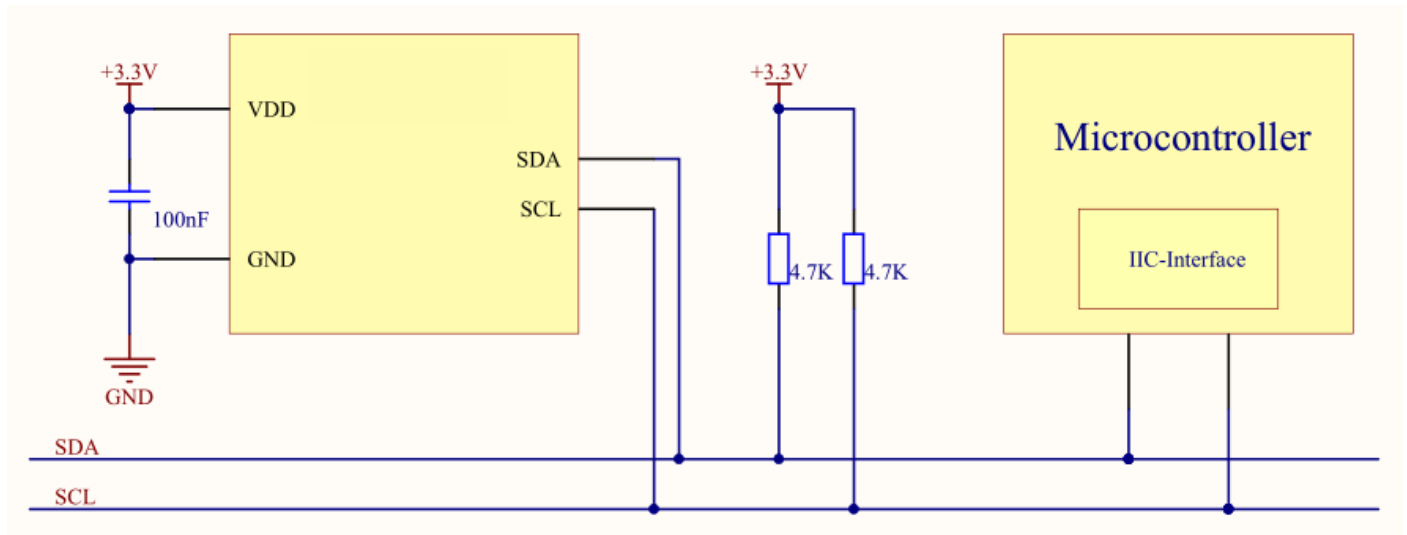 +3.3V
VDD
SDA
SCL
100nF
GND
GND
+3.3V
4.7K
4.7K
Microcontroller
IIC-Interface
SDA
SCL